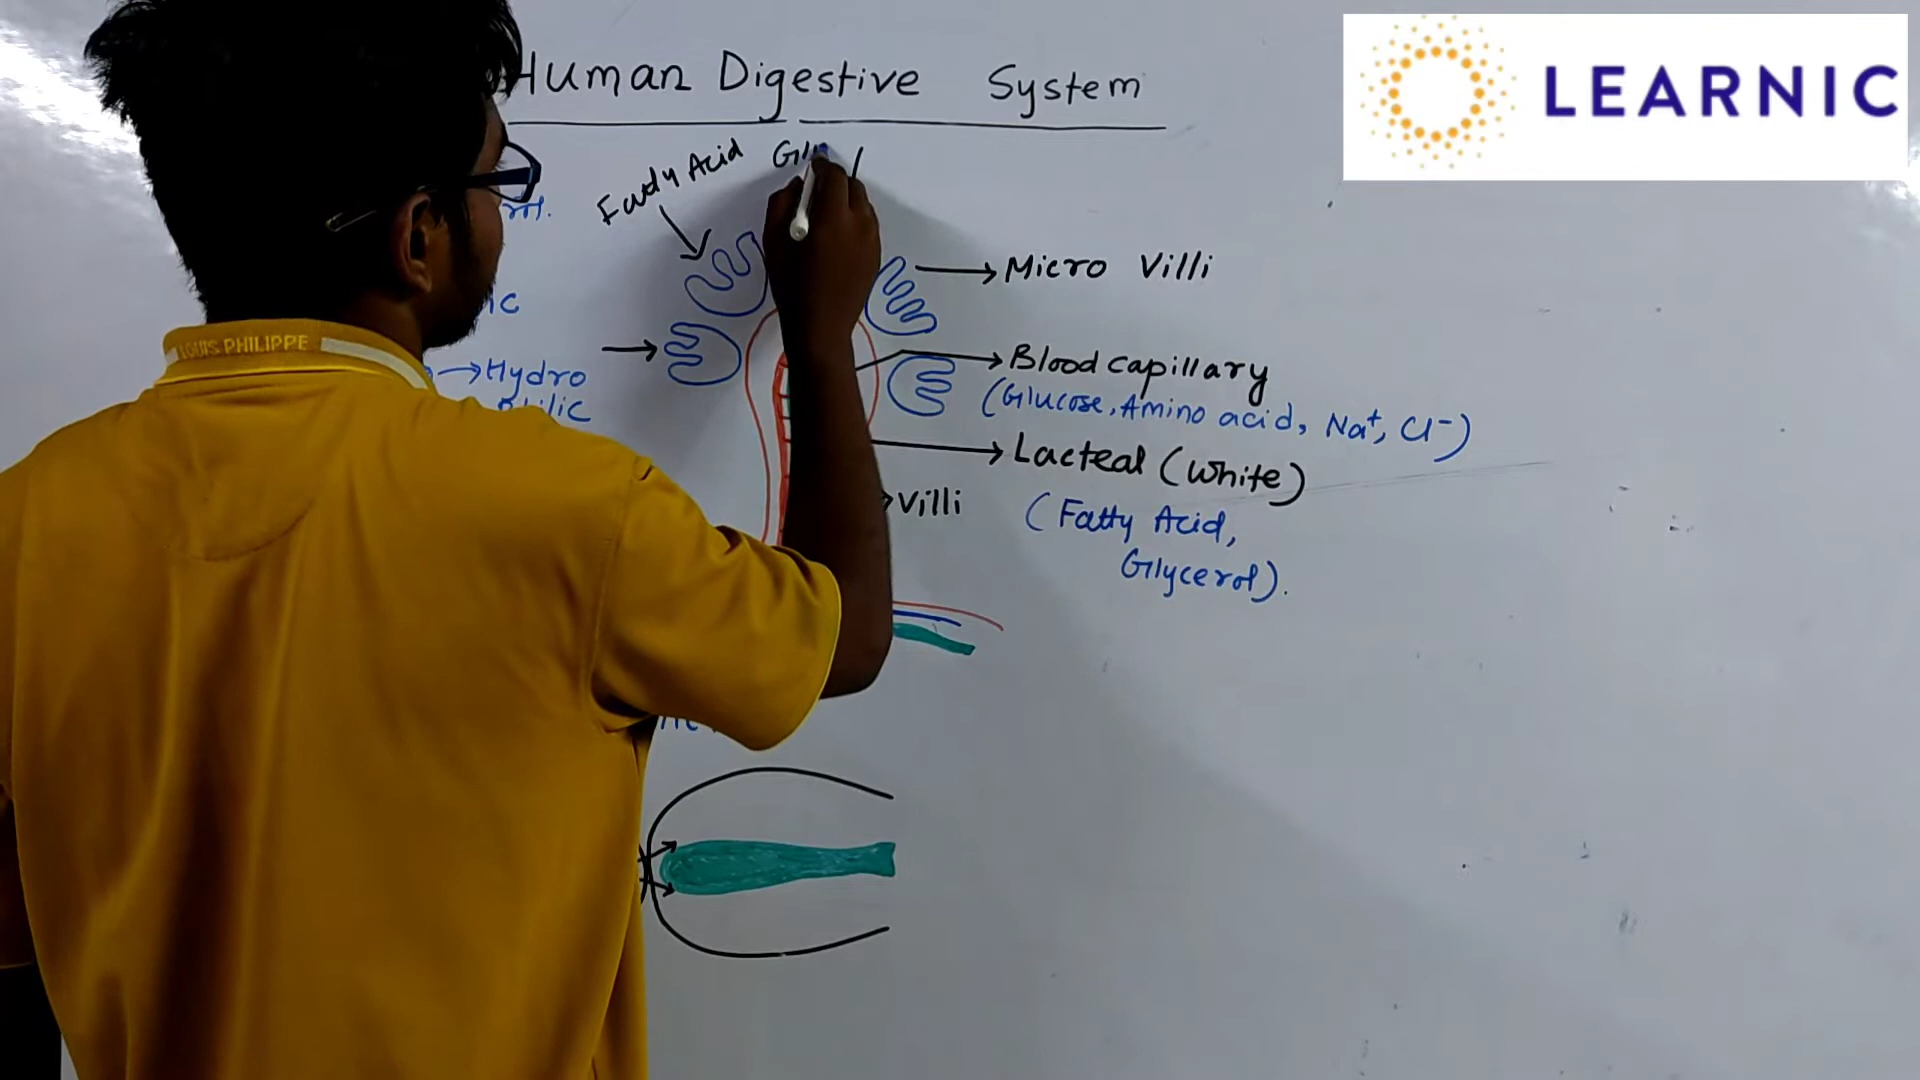 Human Digestive System
LEARNIC
Fatty Acid Gly
Micro Villi
LOUIS PHILIPPE
Hydro
Blood capillary
(Glucose, Amino acid, Na⁺, Cl⁻)
Lacteal (White)
Villi
(Fatty Acid,
Glycerol).